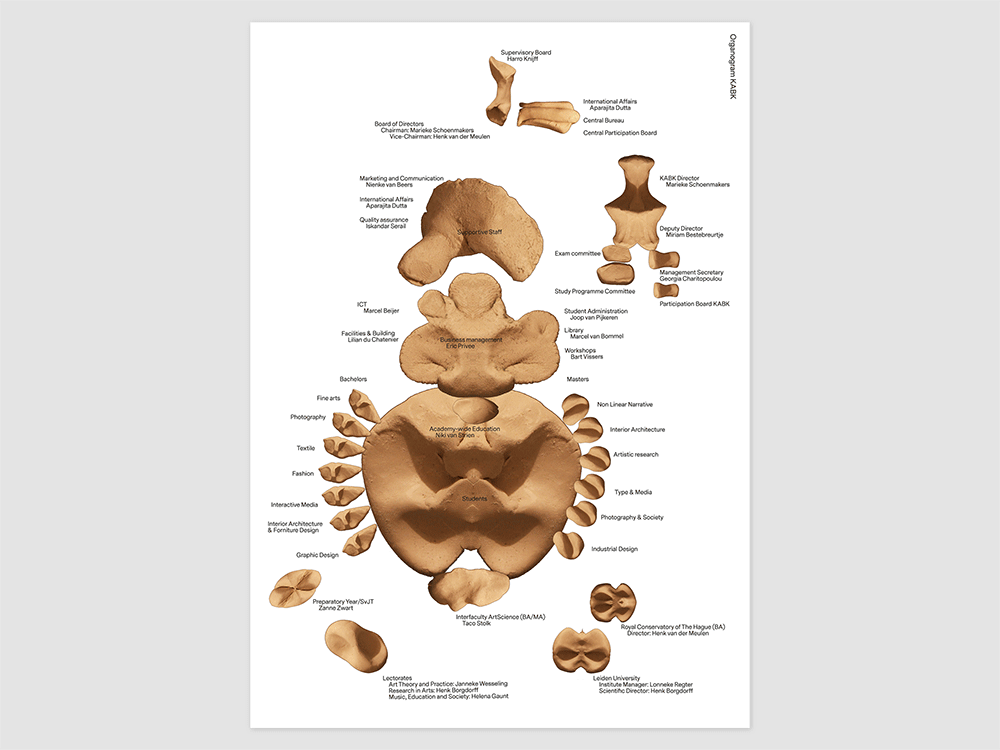 Organogram KABK
Supervisory Board
Harro Knijff
International Affairs
Aparajita Dutta
Central Bureau
Central Participation Board
Board of Directors
Chairman: Marieke Schoenmakers
Vice-Chairman: Henk van der Meulen
Marketing and Communication
Nienke van Beers
International Affairs
Aparajita Dutta
Quality assurance
Iskandar Serail
Supportive Staff
KABK Director
Marieke Schoenmakers
Deputy Director
Miriam Bestebreurtje
Exam committee
Management Secretary
Georgia Charitopoulou
Study Programme Committee
Participation Board KABK
ICT
Marcel Beijer
Facilities & Building
Lilian du Chatenier
Business management
Eric Privee
Student Administration
Joop van Pijkeren
Library
Marcel van Bommel
Workshops
Bart Vissers
Bachelors
Fine arts
Photography
Textile
Fashion
Interactive Media
Interior Architecture
& Forniture Design
Graphic Design
Academy-wide Education
Niki van Strien
Students
Masters
Non Linear Narrative
Interior Architecture
Artistic research
Type & Media
Photography & Society
Industrial Design
Preparatory Year/SvJT
Zanne Zwart
Interfaculty ArtScience (BA/MA)
Taco Stolk
Royal Conservatory of The Hague (BA)
Director: Henk van der Meulen
Lectorates
Art Theory and Practice: Janneke Wesseling
Research in Arts: Henk Borgdorff
Music, Education and Society: Helena Gaunt
Leiden University
Institute Manager: Lonneke Regter
Scientific Director: Henk Borgdorff